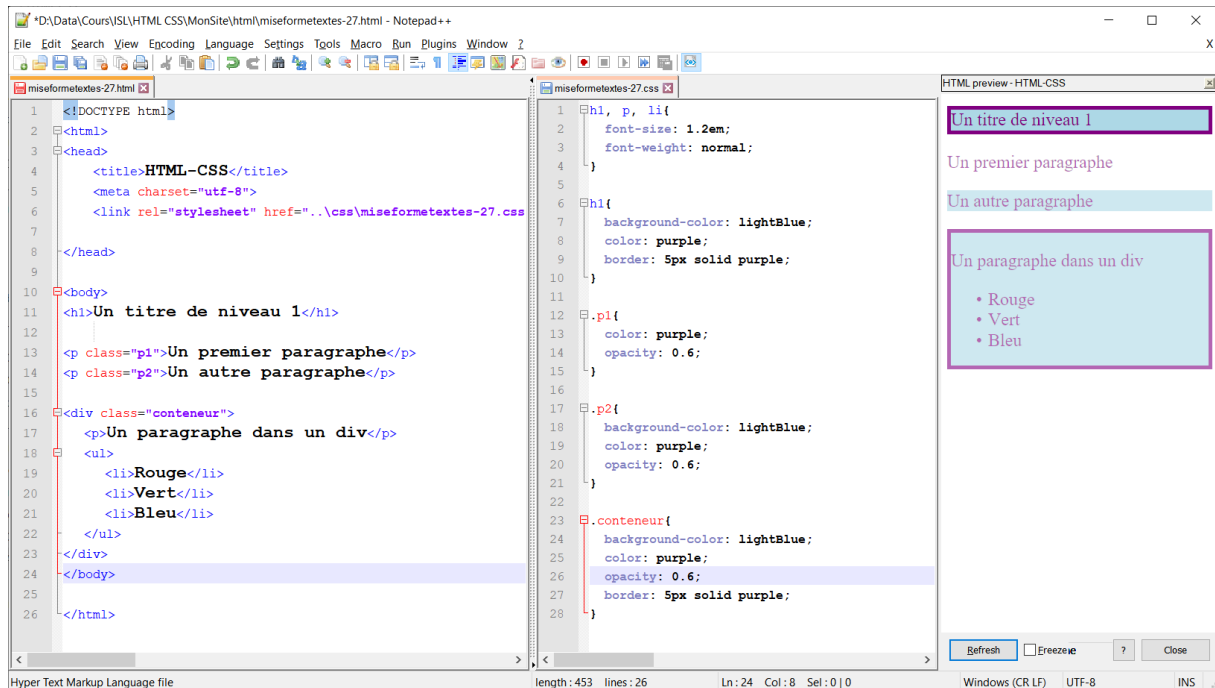 *D:\Data\Cours\ISL\HTML CSS\MonSite\html\miseformetextes-27.html - Notepad++
File Edit Search View Encoding Language Settings Tools Macro Run Plugins Window ?
X
miseformetextes-27.html
1 <!DOCTYPE html>
2 <html>
3 <head>
4 <title>HTML-CSS</title>
5 <meta charset="utf-8">
6 <link rel="stylesheet" href="..\css\miseformetextes-27.css
7
8 </head>
9
10 <body>
11 <h1>Un titre de niveau 1</h1>
12
13 <p class="p1">Un premier paragraphe</p>
14 <p class="p2">Un autre paragraphe</p>
15
16 <div class="conteneur">
17 <p>Un paragraphe dans un div</p>
18 <ul>
19 <li>Rouge</li>
20 <li>Vert</li>
21 <li>Bleu</li>
22 </ul>
23 </div>
24 </body>
25
26 </html>
miseformetextes-27.css
1 h1, p, li{
2 font-size: 1.2em;
3 font-weight: normal;
4 }
5
6 h1{
7 background-color: lightBlue;
8 color: purple;
9 border: 5px solid purple;
10 }
11
12 .p1{
13 color: purple;
14 opacity: 0.6;
15 }
16
17 .p2{
18 background-color: lightBlue;
19 color: purple;
20 opacity: 0.6;
21 }
22
23 .conteneur{
24 background-color: lightBlue;
25 color: purple;
26 opacity: 0.6;
27 border: 5px solid purple;
28 }
HTML preview - HTML-CSS
Un titre de niveau 1
Un premier paragraphe
Un autre paragraphe
Un paragraphe dans un div
• Rouge
• Vert
• Bleu
Refresh Freeze ? Close
Hyper Text Markup Language file length : 453 lines : 26 Ln : 24 Col : 8 Sel : 0 | 0 Windows (CR LF) UTF-8 INS